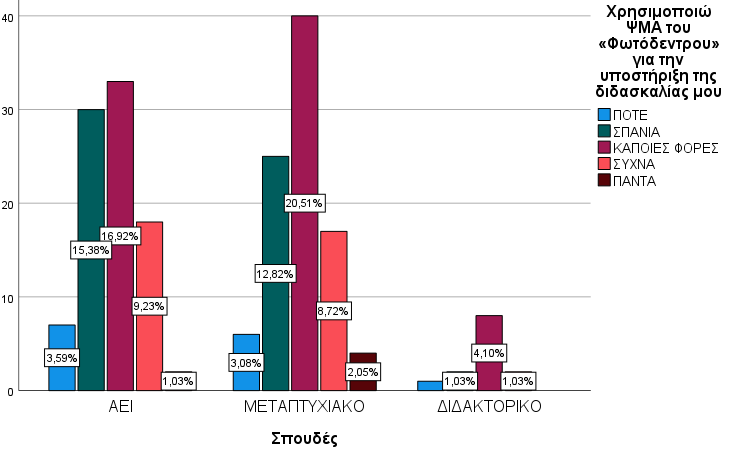 Χρησιμοποιώ
ΨΜΑ του
«Φωτόδεντρου»
για την
υποστήριξη της
διδασκαλίας μου
ΠΟΤΕ
ΣΠΑΝΙΑ
ΚΑΠΟΙΕΣ ΦΟΡΕΣ
ΣΥΧΝΑ
ΠΑΝΤΑ
40
30
20
10
0
3,59%
15,38%
16,92%
9,23%
1,03%
3,08%
12,82%
20,51%
8,72%
2,05%
1,03%
4,10%
1,03%
ΑΕΙ
ΜΕΤΑΠΤΥΧΙΑΚΟ
ΔΙΔΑΚΤΟΡΙΚΟ
Σπουδές